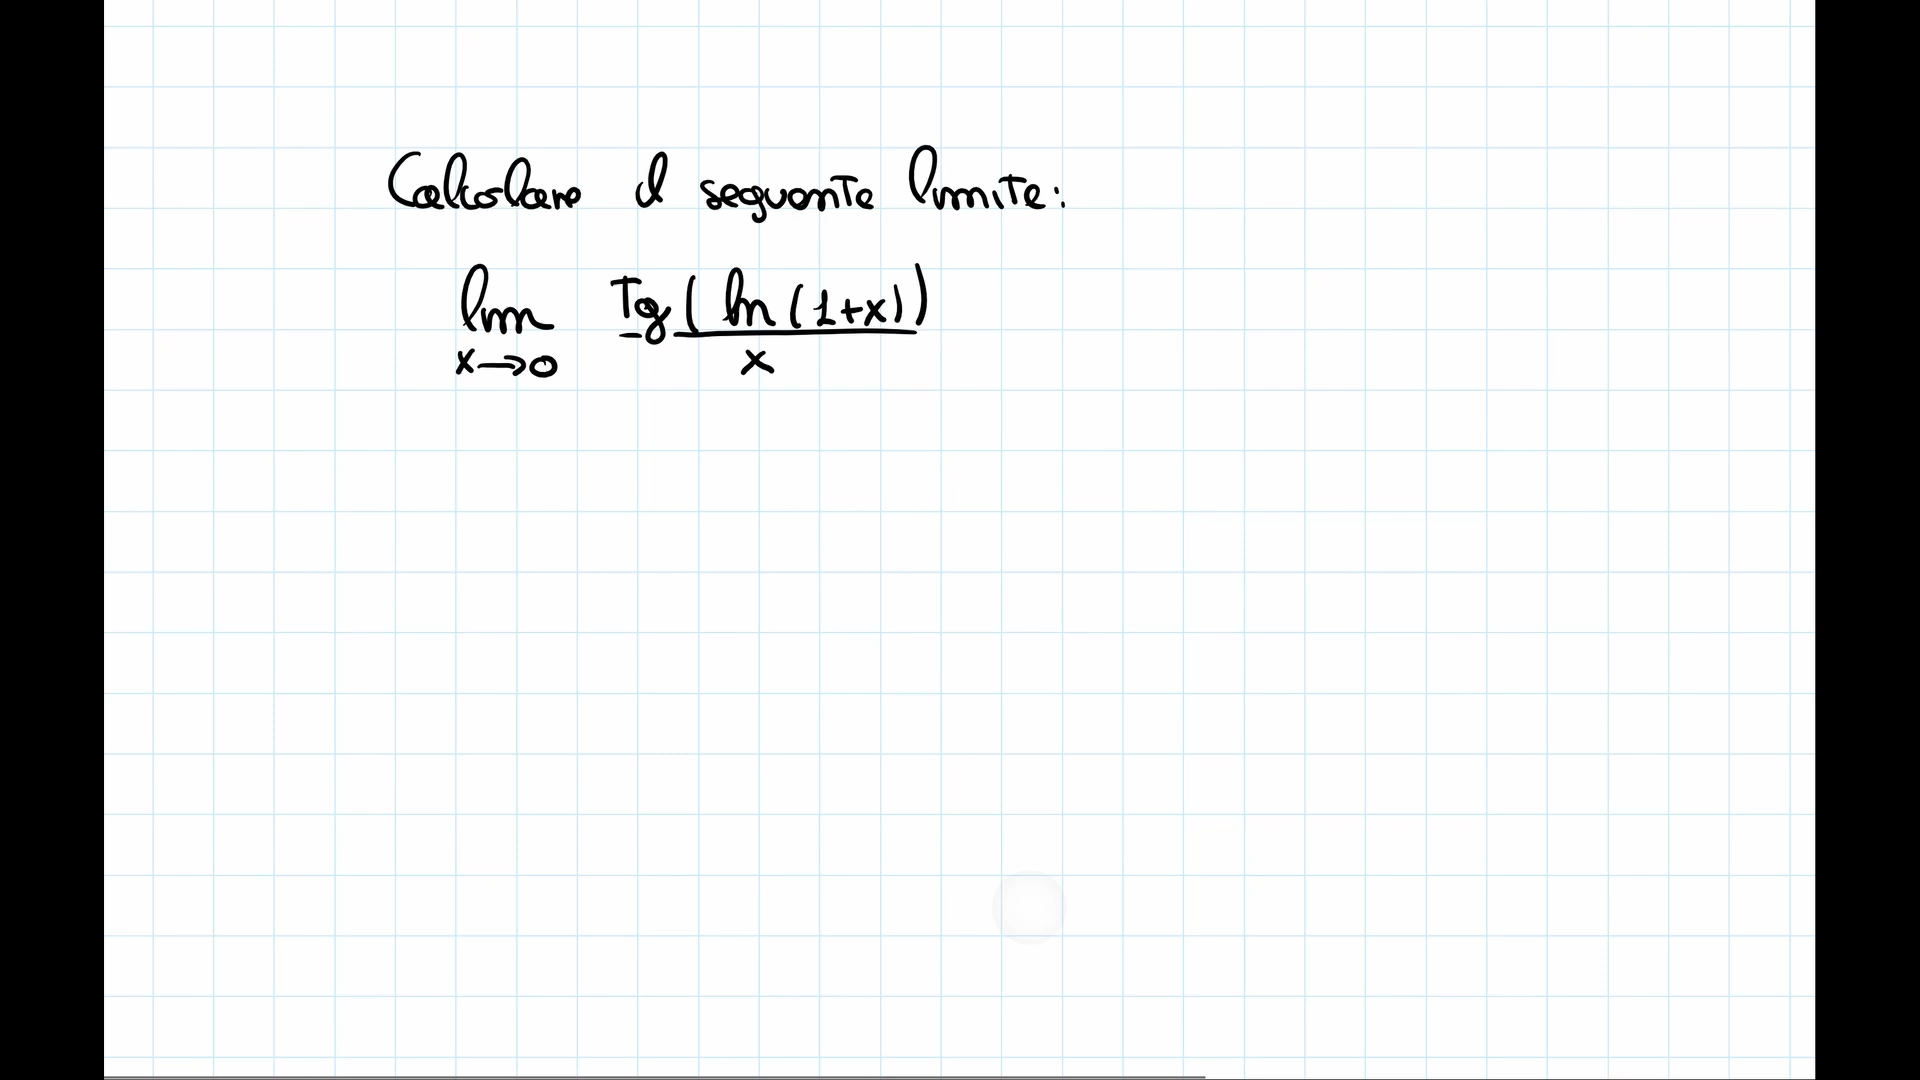 Calcolare il seguente limite:
lim Tg(ln(1+x))
x→0 x